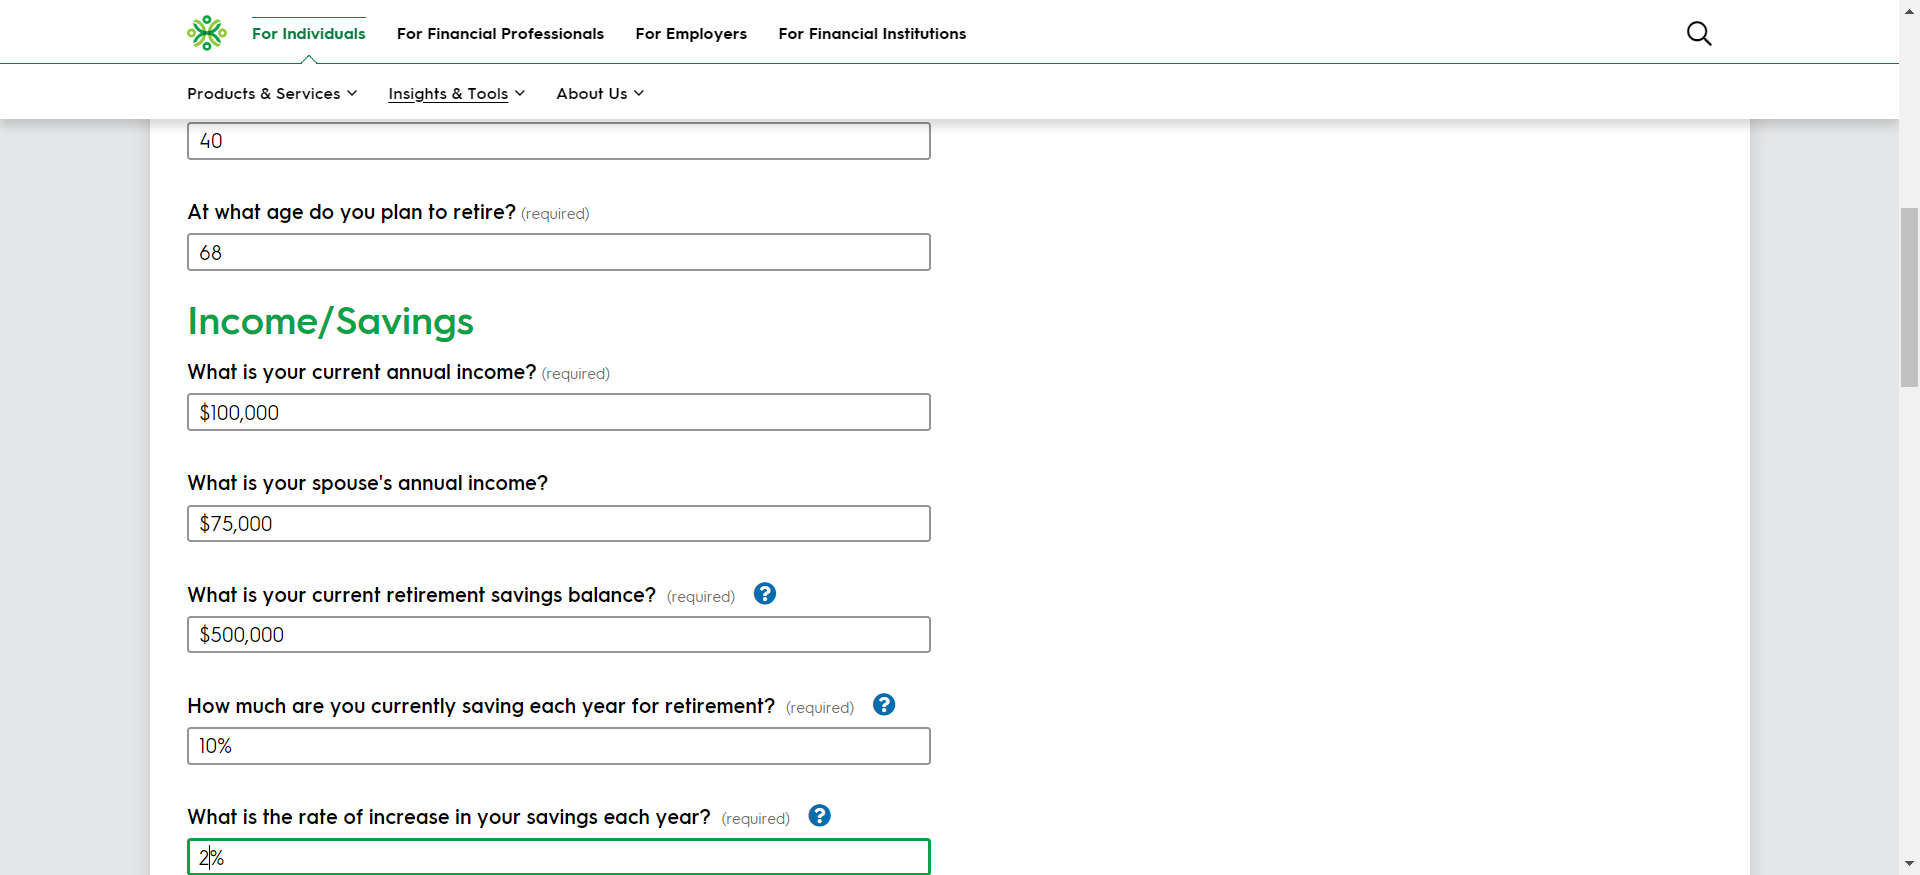 For Individuals For Financial Professionals For Employers For Financial Institutions
Products & Services Insights & Tools About Us
40
At what age do you plan to retire? (required)
68
Income/Savings
What is your current annual income? (required)
$100,000
What is your spouse's annual income?
$75,000
What is your current retirement savings balance? (required) ?
$500,000
How much are you currently saving each year for retirement? (required) ?
10%
What is the rate of increase in your savings each year? (required) ?
2%